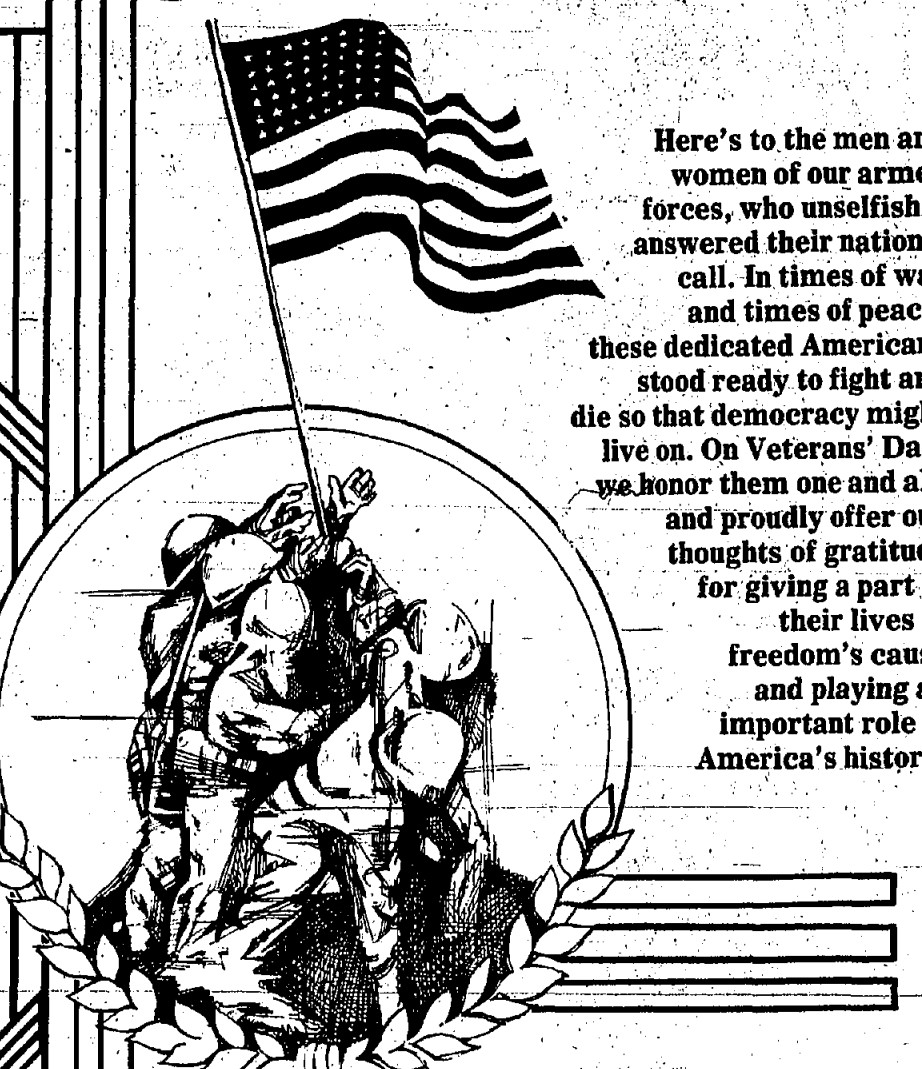 Here's to the men an
women of our arme
forces, who unselfish
answered their nation
call. In times of wa
and times of peac
these dedicated America
stood ready to fight an
die so that democracy migh
live on. On Veterans' Da
we honor them one and al
and proudly offer ou
thoughts of gratitud
for giving a part
their lives
freedom's caus
and playing a
important role
America's histor